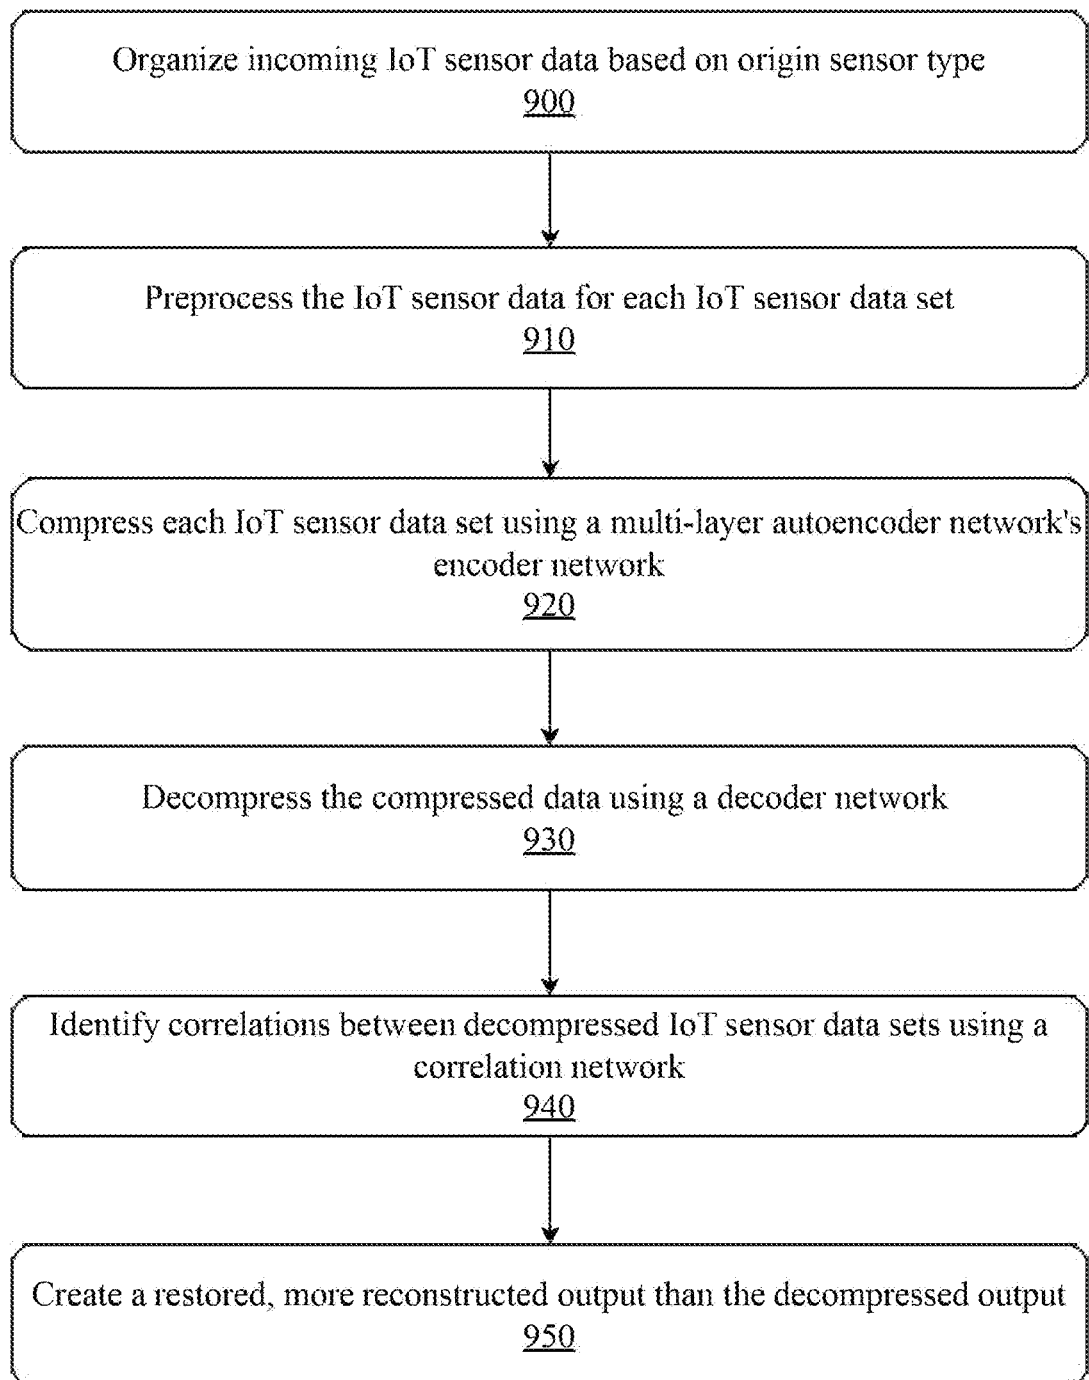 Organize incoming IoT sensor data based on origin sensor type
900
Preprocess the IoT sensor data for each IoT sensor data set
910
Compress each IoT sensor data set using a multi-layer autoencoder network's
encoder network
920
Decompress the compressed data using a decoder network
930
Identify correlations between decompressed IoT sensor data sets using a
correlation network
940
Create a restored, more reconstructed output than the decompressed output
950